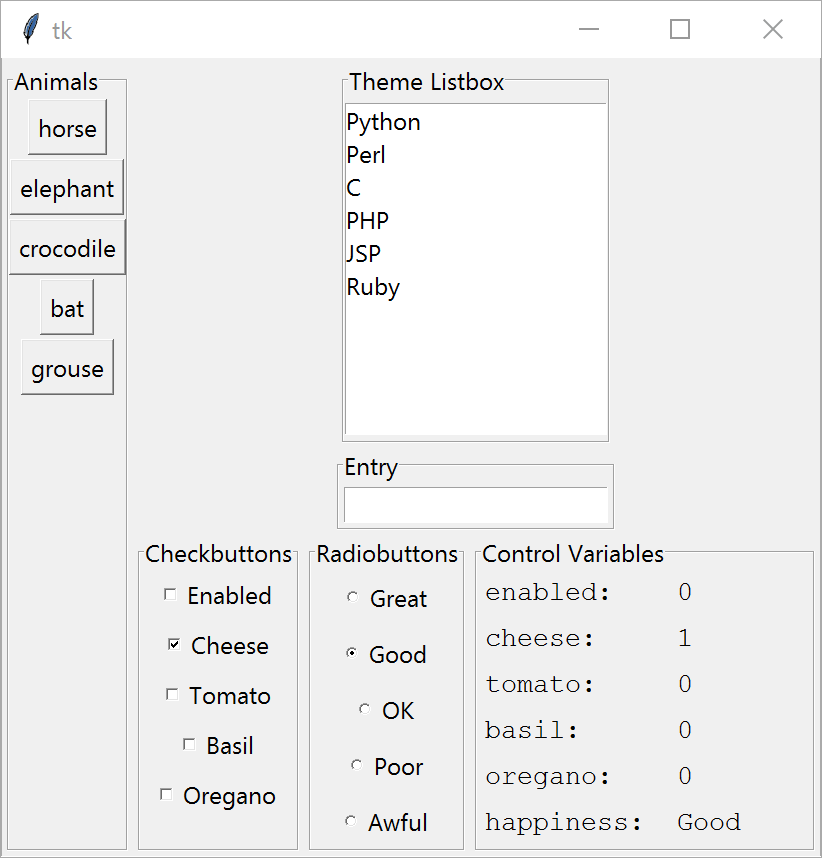 tk
Animals
horse
elephant
crocodile
bat
grouse
Theme Listbox
Python
Perl
C
PHP
JSP
Ruby
Entry
Checkbuttons
Enabled
Cheese
Tomato
Basil
Oregano
Radiobuttons
Great
Good
OK
Poor
Awful
Control Variables
enabled: 0
cheese: 1
tomato: 0
basil: 0
oregano: 0
happiness: Good